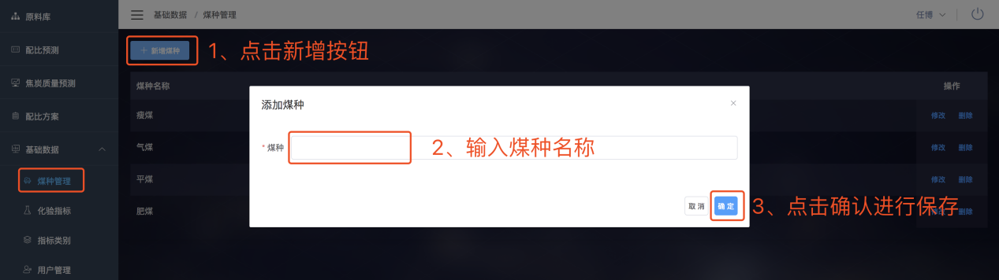 原料库
基础数据 / 煤种管理
任博
配比预测
+ 新增煤种
1、点击新增按钮
焦炭质量预测
煤种名称
操作
添加煤种
×
配比方案
瘦煤
修改 删除
基础数据
气煤
* 煤种
2、输入煤种名称
修改 删除
煤种管理
平煤
修改 删除
化验指标
肥煤
取 消
确 定
3、点击确认进行保存
修改 删除
指标类别
用户管理